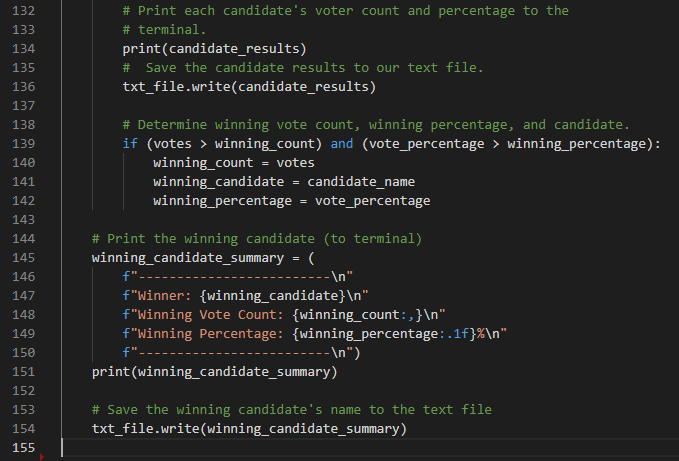 132 # Print each candidate's voter count and percentage to the
133 # terminal.
134 print(candidate_results)
135 #  Save the candidate results to our text file.
136 txt_file.write(candidate_results)
137
138 # Determine winning vote count, winning percentage, and candidate.
139 if (votes > winning_count) and (vote_percentage > winning_percentage):
140 winning_count = votes
141 winning_candidate = candidate_name
142 winning_percentage = vote_percentage
143
144 # Print the winning candidate (to terminal)
145 winning_candidate_summary = (
146 f"-------------------------\n"
147 f"Winner: {winning_candidate}\n"
148 f"Winning Vote Count: {winning_count:,}\n"
149 f"Winning Percentage: {winning_percentage:.1f}%\n"
150 f"-------------------------\n")
151 print(winning_candidate_summary)
152
153 # Save the winning candidate's name to the text file
154 txt_file.write(winning_candidate_summary)
155